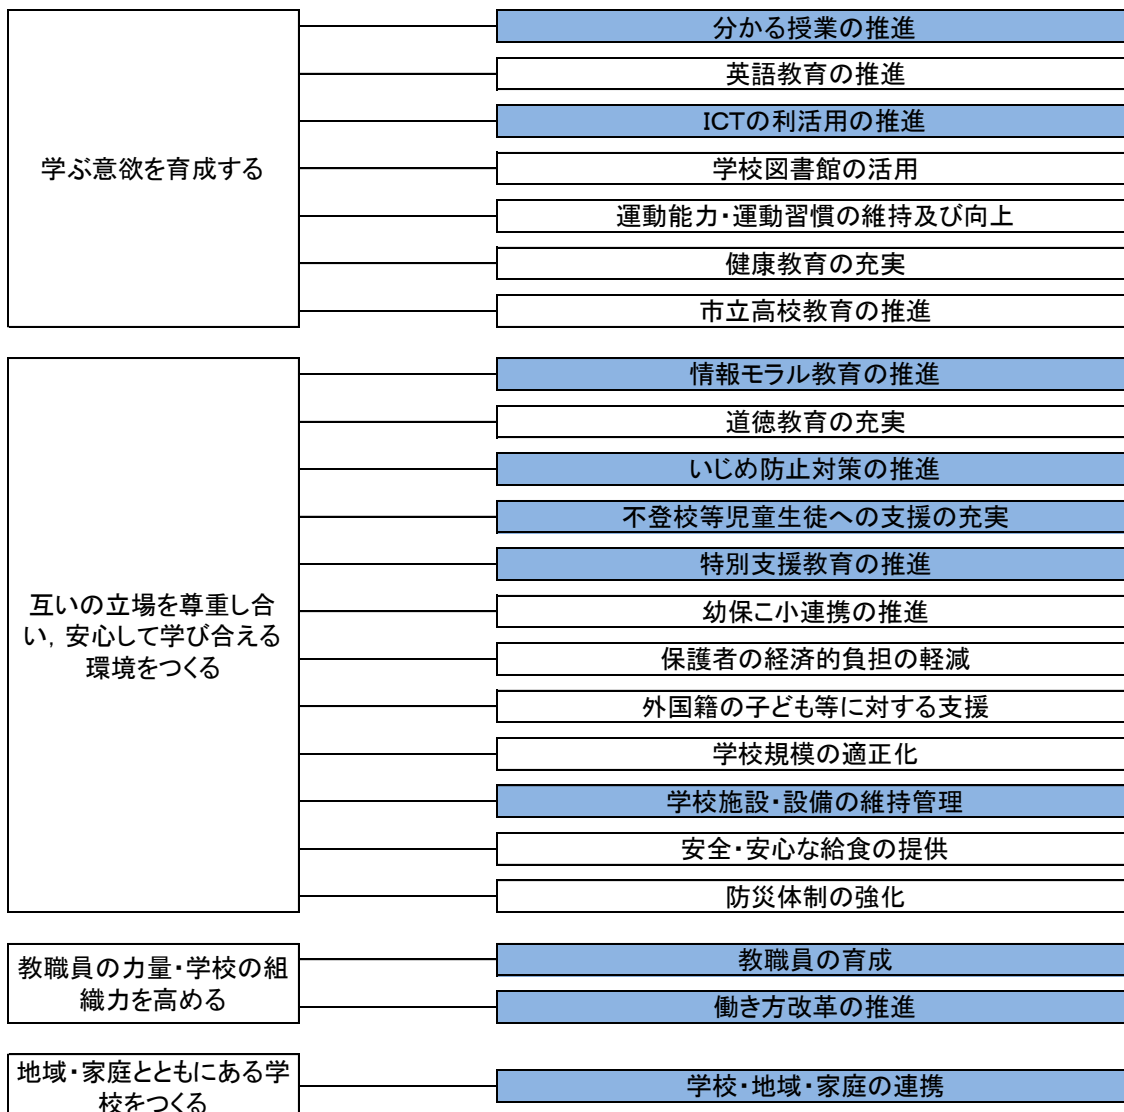 学ぶ意欲を育成する
分かる授業の推進
英語教育の推進
ICTの利活用の推進
学校図書館の活用
運動能力・運動習慣の維持及び向上
健康教育の充実
市立高校教育の推進
互いの立場を尊重し合
い，安心して学び合える
環境をつくる
情報モラル教育の推進
道徳教育の充実
いじめ防止対策の推進
不登校等児童生徒への支援の充実
特別支援教育の推進
幼保こ小連携の推進
保護者の経済的負担の軽減
外国籍の子ども等に対する支援
学校規模の適正化
学校施設・設備の維持管理
安全・安心な給食の提供
防災体制の強化
教職員の力量・学校の組
織力を高める
教職員の育成
働き方改革の推進
地域・家庭とともにある学
校をつくる
学校・地域・家庭の連携